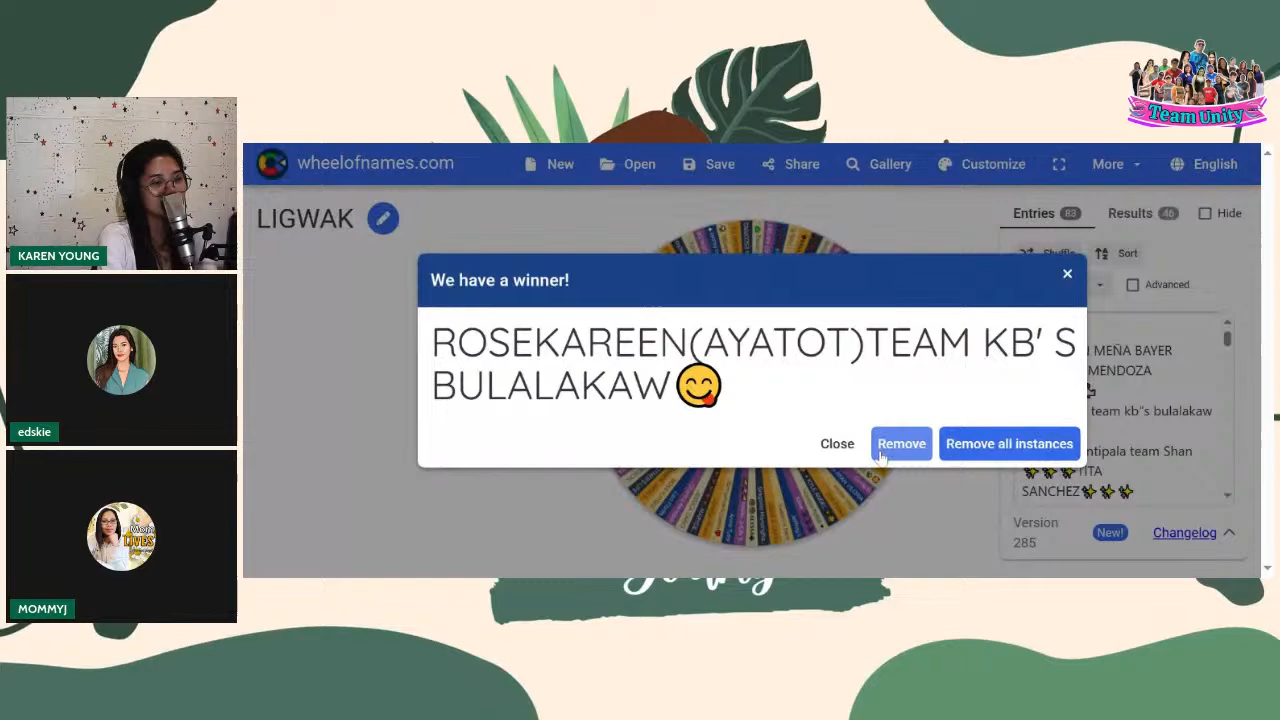 Team Unity
KAREN YOUNG
edskie
MOMMYJ
wheelofnames.com
New
Open
Save
Share
Gallery
Customize
More
English
LIGWAK
Entries 83
Results 46
Hide
Shuffle
Sort
Advanced
We have a winner!
ROSEKAREEN(AYATOT)TEAM KB' S
BULALAKAW😋
Close
Remove
Remove all instances
MEÑA BAYER
MENDOZA
team kb"s bulalakaw
ntipala team Shan
✨✨✨TITA
SANCHEZ✨✨✨
Version
285
New!
Changelog